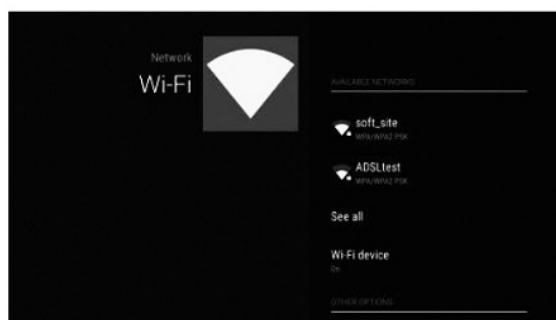 Network
Wi-Fi
AVAILABLE NETWORKS
soft_site
WPA/WPA2 PSK
ADSLtest
WPA/WPA2 PSK
See all
Wi-Fi device
On
OTHER OPTIONS